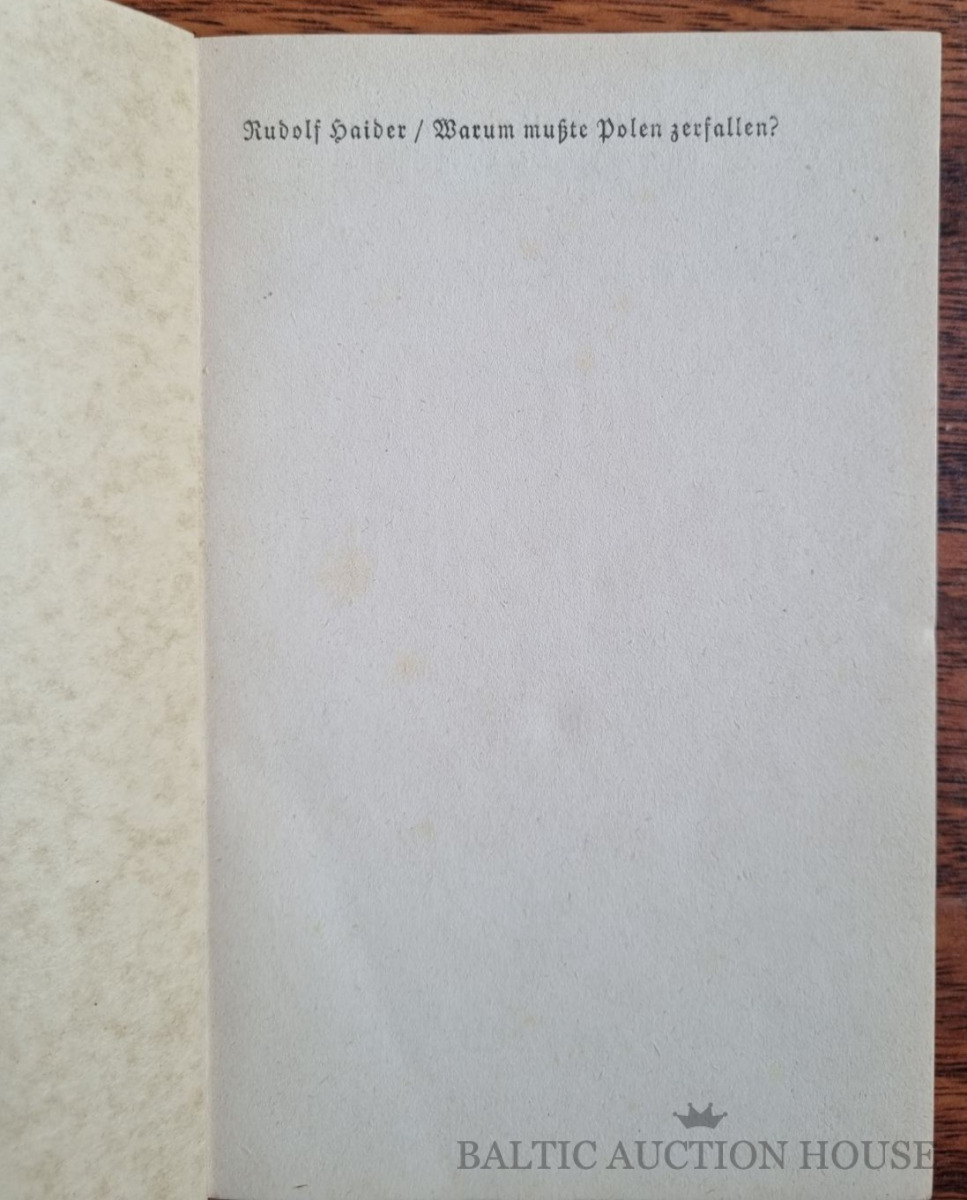 Rudolf Haider / Warum mußte Polen zerfallen?
BALTIC AUCTION HOUSE